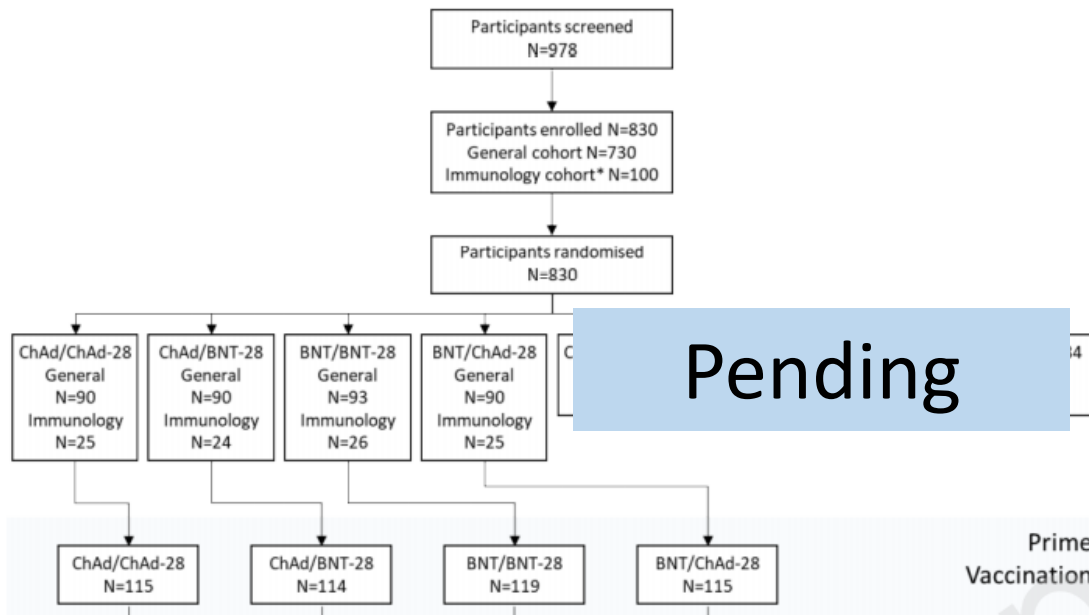 Participants screened
N=978
Participants enrolled N=830
General cohort N=730
Immunology cohort* N=100
Participants randomised
N=830
ChAd/ChAd-28
General
N=90
Immunology
N=25
ChAd/BNT-28
General
N=90
Immunology
N=24
BNT/BNT-28
General
N=93
Immunology
N=26
BNT/ChAd-28
General
N=90
Immunology
N=25
Pending
ChAd/ChAd-28
N=115
ChAd/BNT-28
N=114
BNT/BNT-28
N=119
BNT/ChAd-28
N=115
Prime
Vaccination